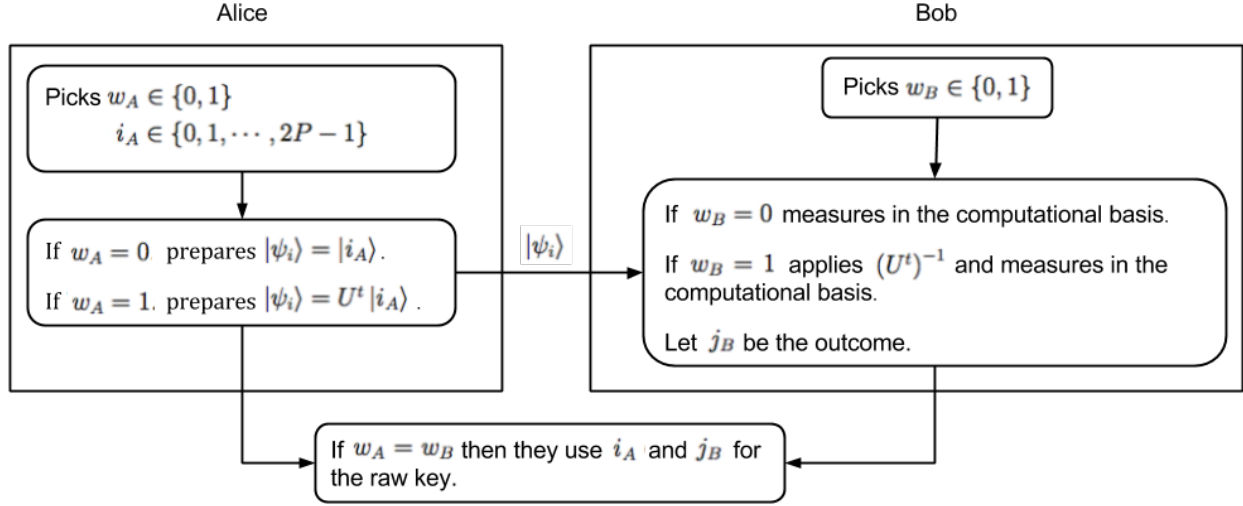 Alice
Bob
Picks w_A ∈ {0, 1}
i_A ∈ {0, 1, ⋯ , 2P − 1}
If w_A = 0 prepares |ψ_i⟩ = |i_A⟩.
If w_A = 1. prepares |ψ_i⟩ = U^t |i_A⟩ .
|ψ_i⟩
Picks w_B ∈ {0, 1}
If w_B = 0 measures in the computational basis.
If w_B = 1 applies (U^t)^{-1} and measures in the
computational basis.
Let j_B be the outcome.
If w_A = w_B then they use i_A and j_B for
the raw key.